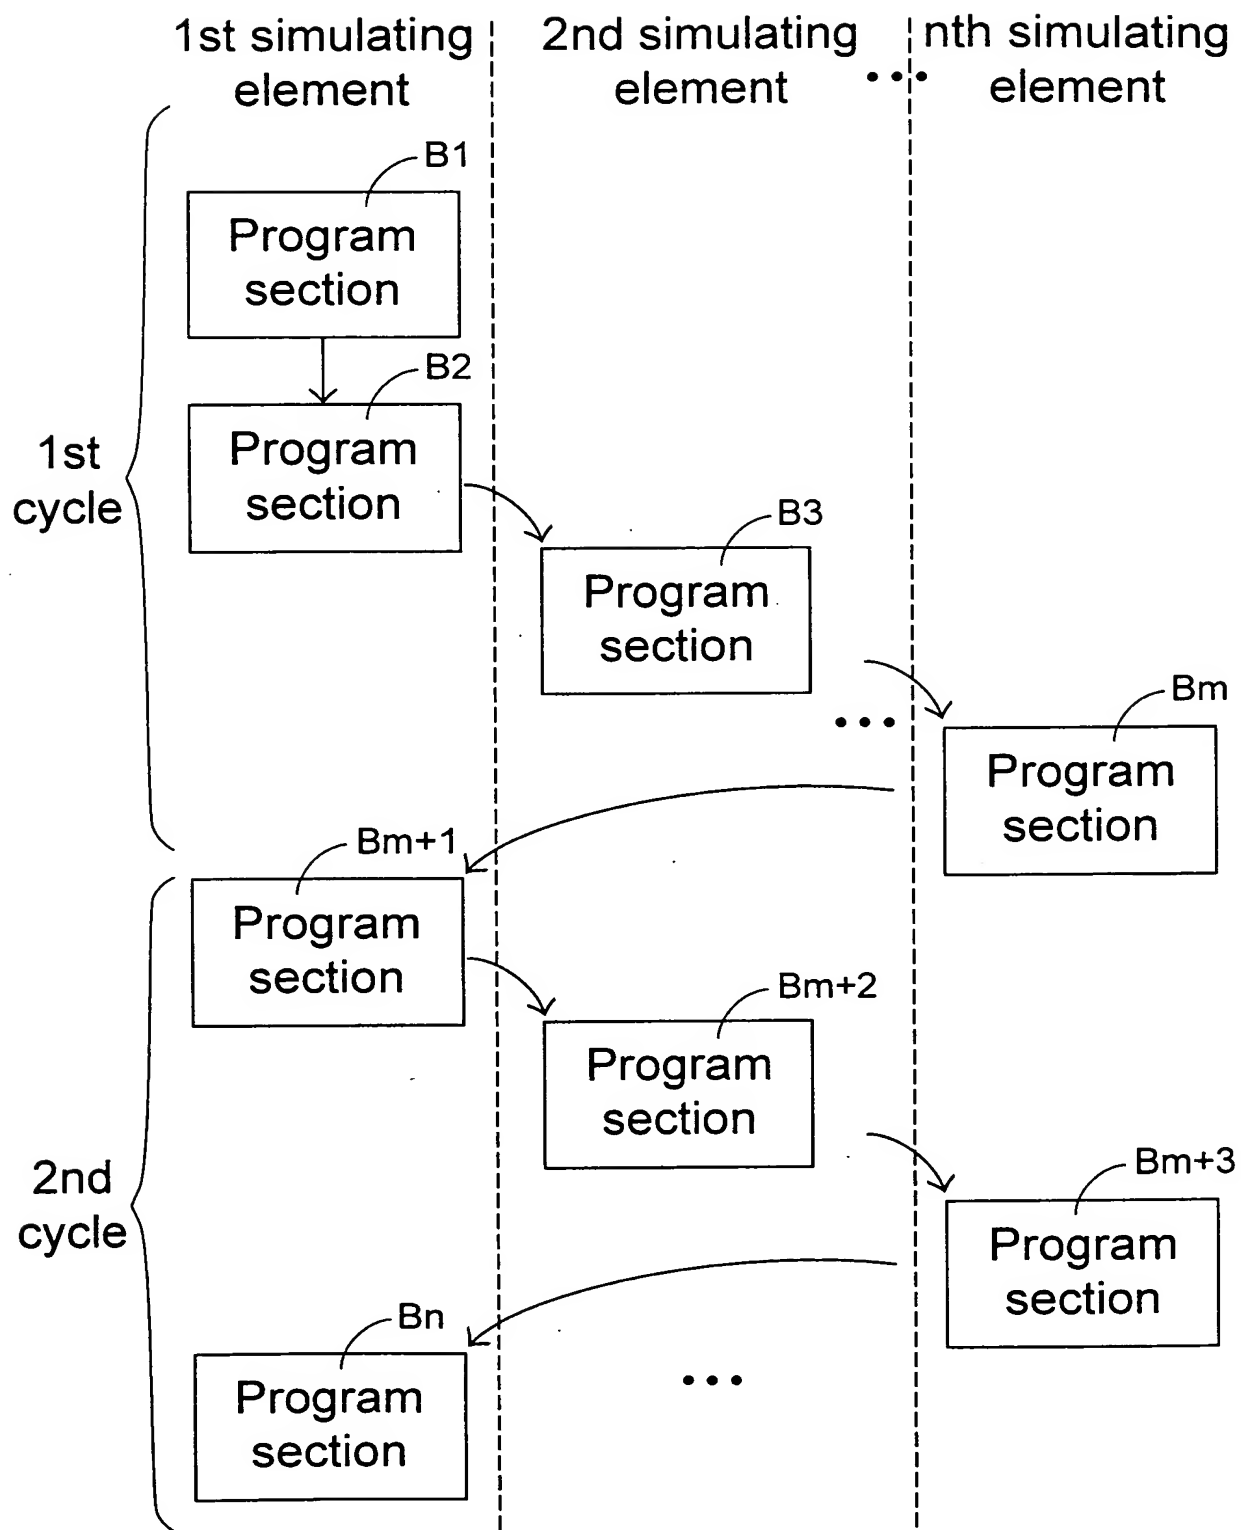 1st simulating
element
2nd simulating
element
•••
nth simulating
element
B1
Program
section
B2
Program
section
1st
cycle
B3
Program
section
•••
Bm
Program
section
Bm+1
Program
section
Bm+2
Program
section
2nd
cycle
Bm+3
Program
section
Bn
Program
section
•••